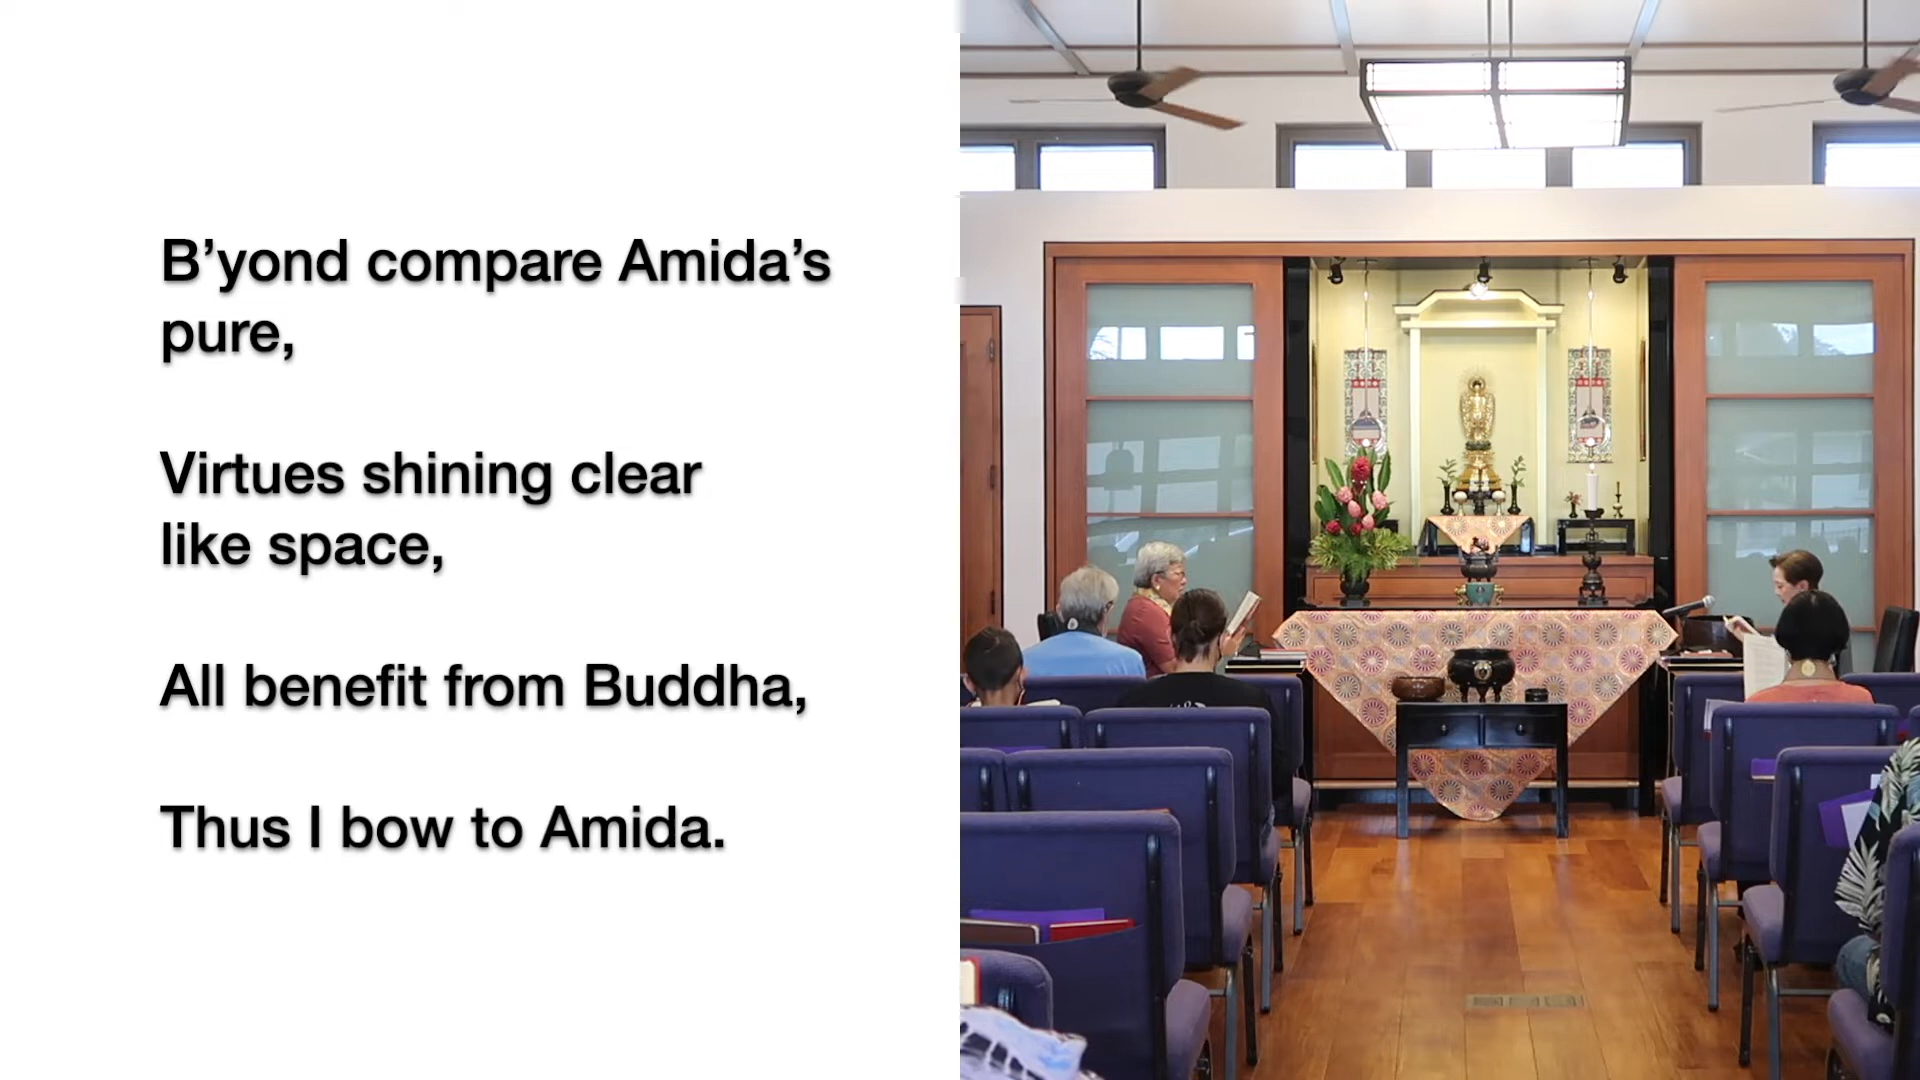 B’yond compare Amida’s
pure,
Virtues shining clear
like space,
All benefit from Buddha,
Thus I bow to Amida.